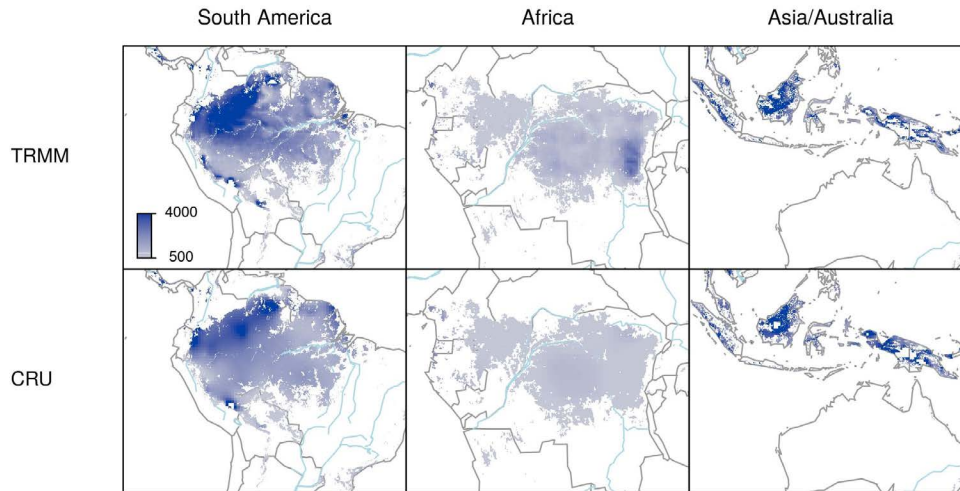 South America
Africa
Asia/Australia
TRMM
4000
500
CRU